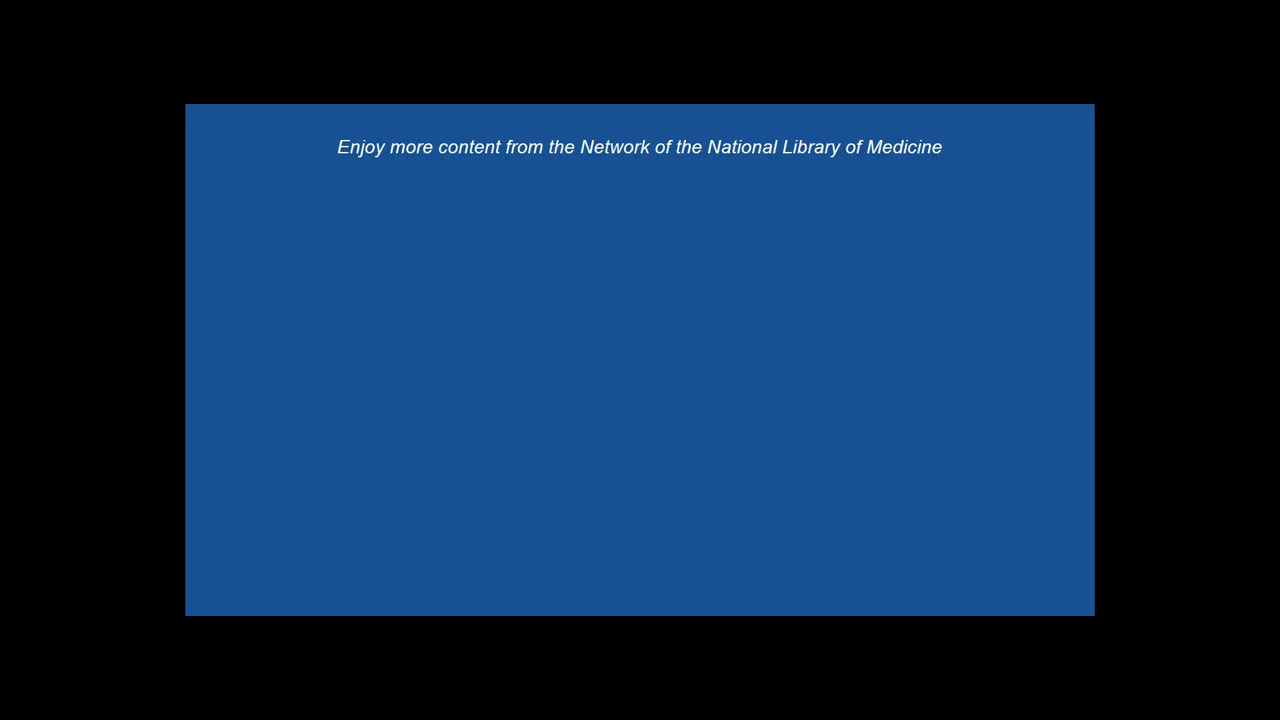 Enjoy more content from the Network of the National Library of Medicine